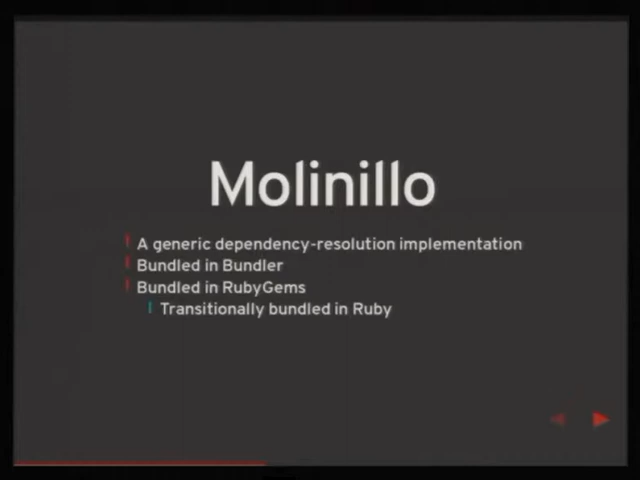 Molinillo
A generic dependency-resolution implementation
Bundled in Bundler
Bundled in RubyGems
Transitionally bundled in Ruby